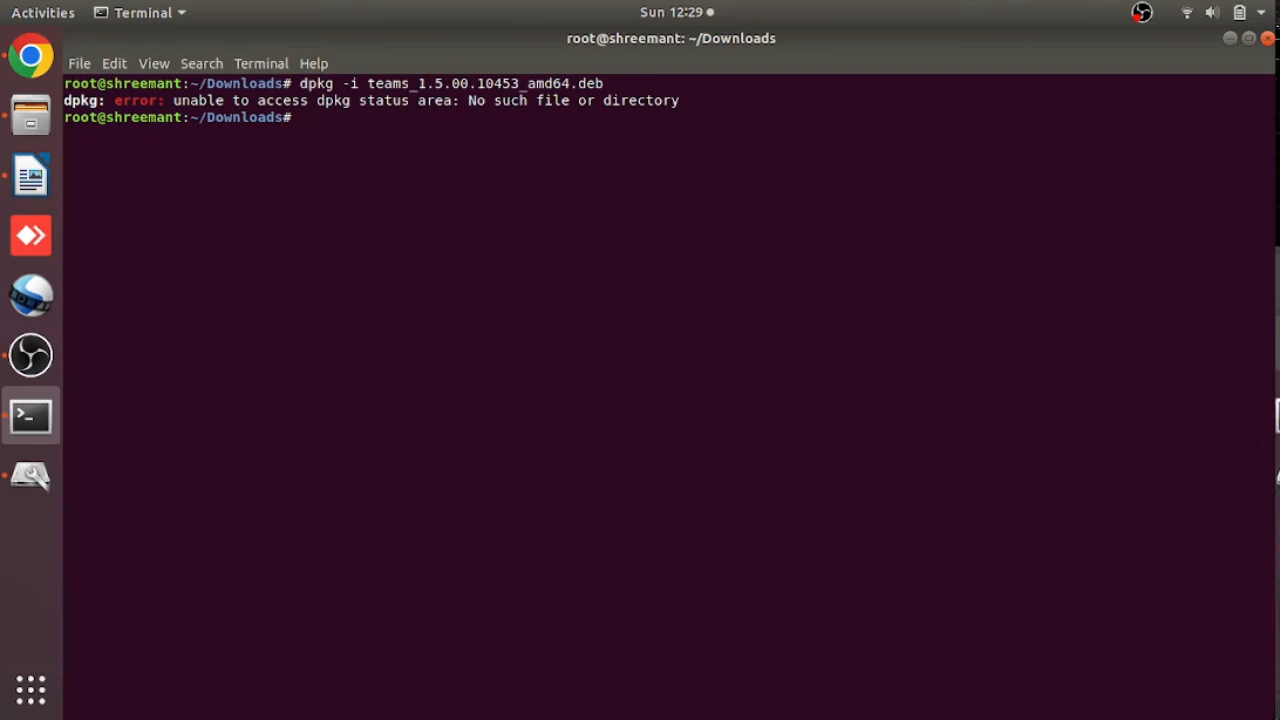 Activities Terminal Sun 12:29
root@shreemant: ~/Downloads
File Edit View Search Terminal Help
root@shreemant:~/Downloads# dpkg -i teams_1.5.00.10453_amd64.deb
dpkg: error: unable to access dpkg status area: No such file or directory
root@shreemant:~/Downloads#